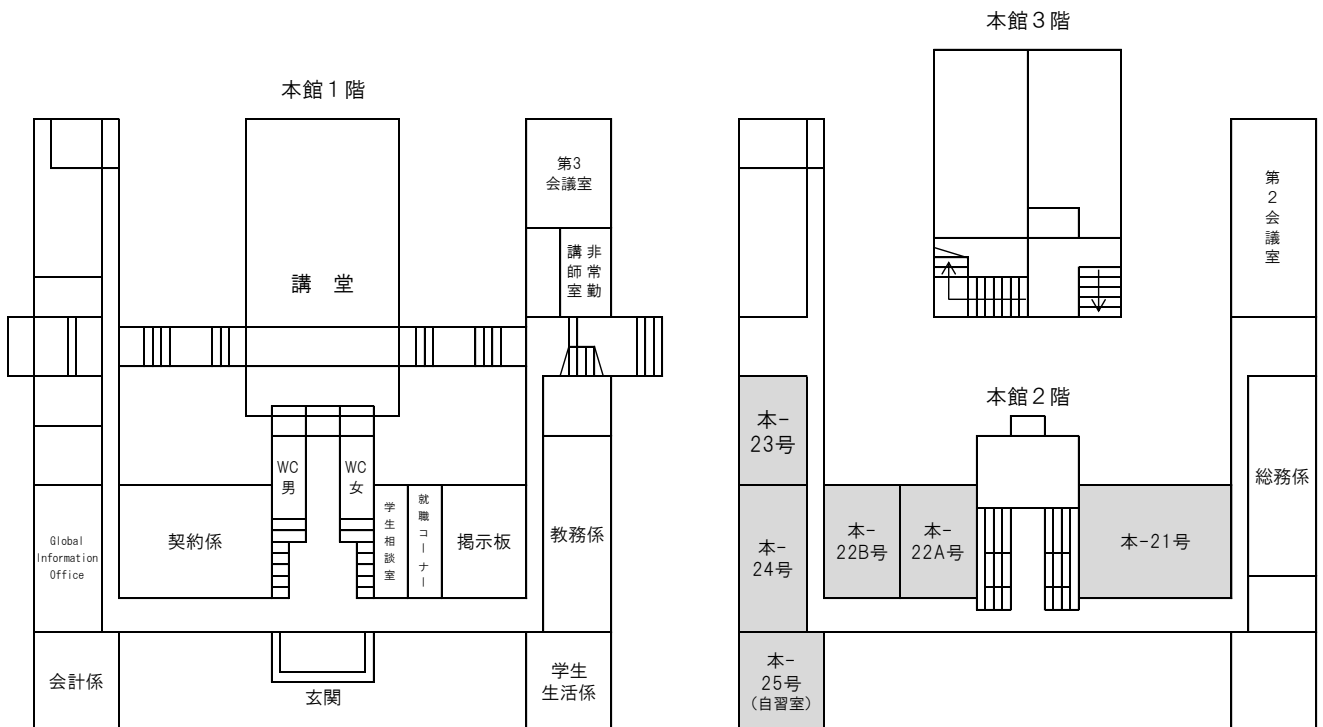 本館３階
本館１階
第3
会議室
非常勤
講師室
講　堂
WC
男
WC
女
学生相談室
就職コーナー
掲示板
契約係
教務係
Global
Information
Office
会計係
玄関
学生
生活係
第２会議室
本館２階
本-
23号
総務係
本-
24号
本-
22B号
本-
22A号
本-21号
本-
25号
（自習室）